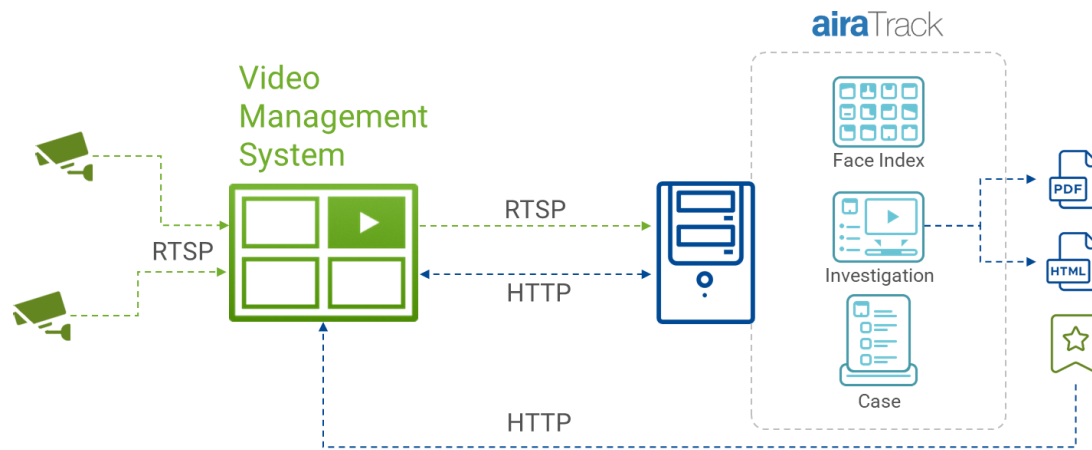 airaTrack
Video
Management
System
RTSP
RTSP
HTTP
Face Index
Investigation
Case
PDF
HTML
HTTP